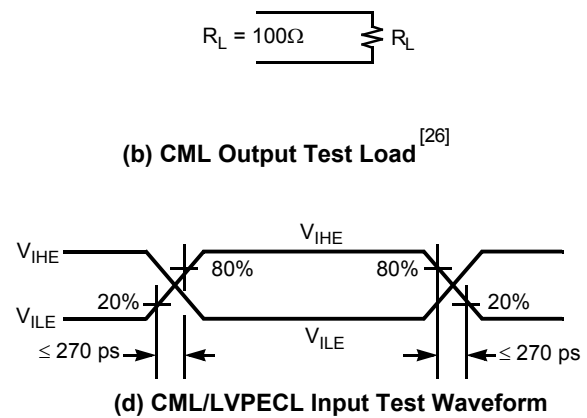 R_L = 100Ω R_L
(b) CML Output Test Load [26]
V_IHE V_IHE
80% 80%
20% 20%
V_ILE V_ILE
≤ 270 ps ≤ 270 ps
(d) CML/LVPECL Input Test Waveform